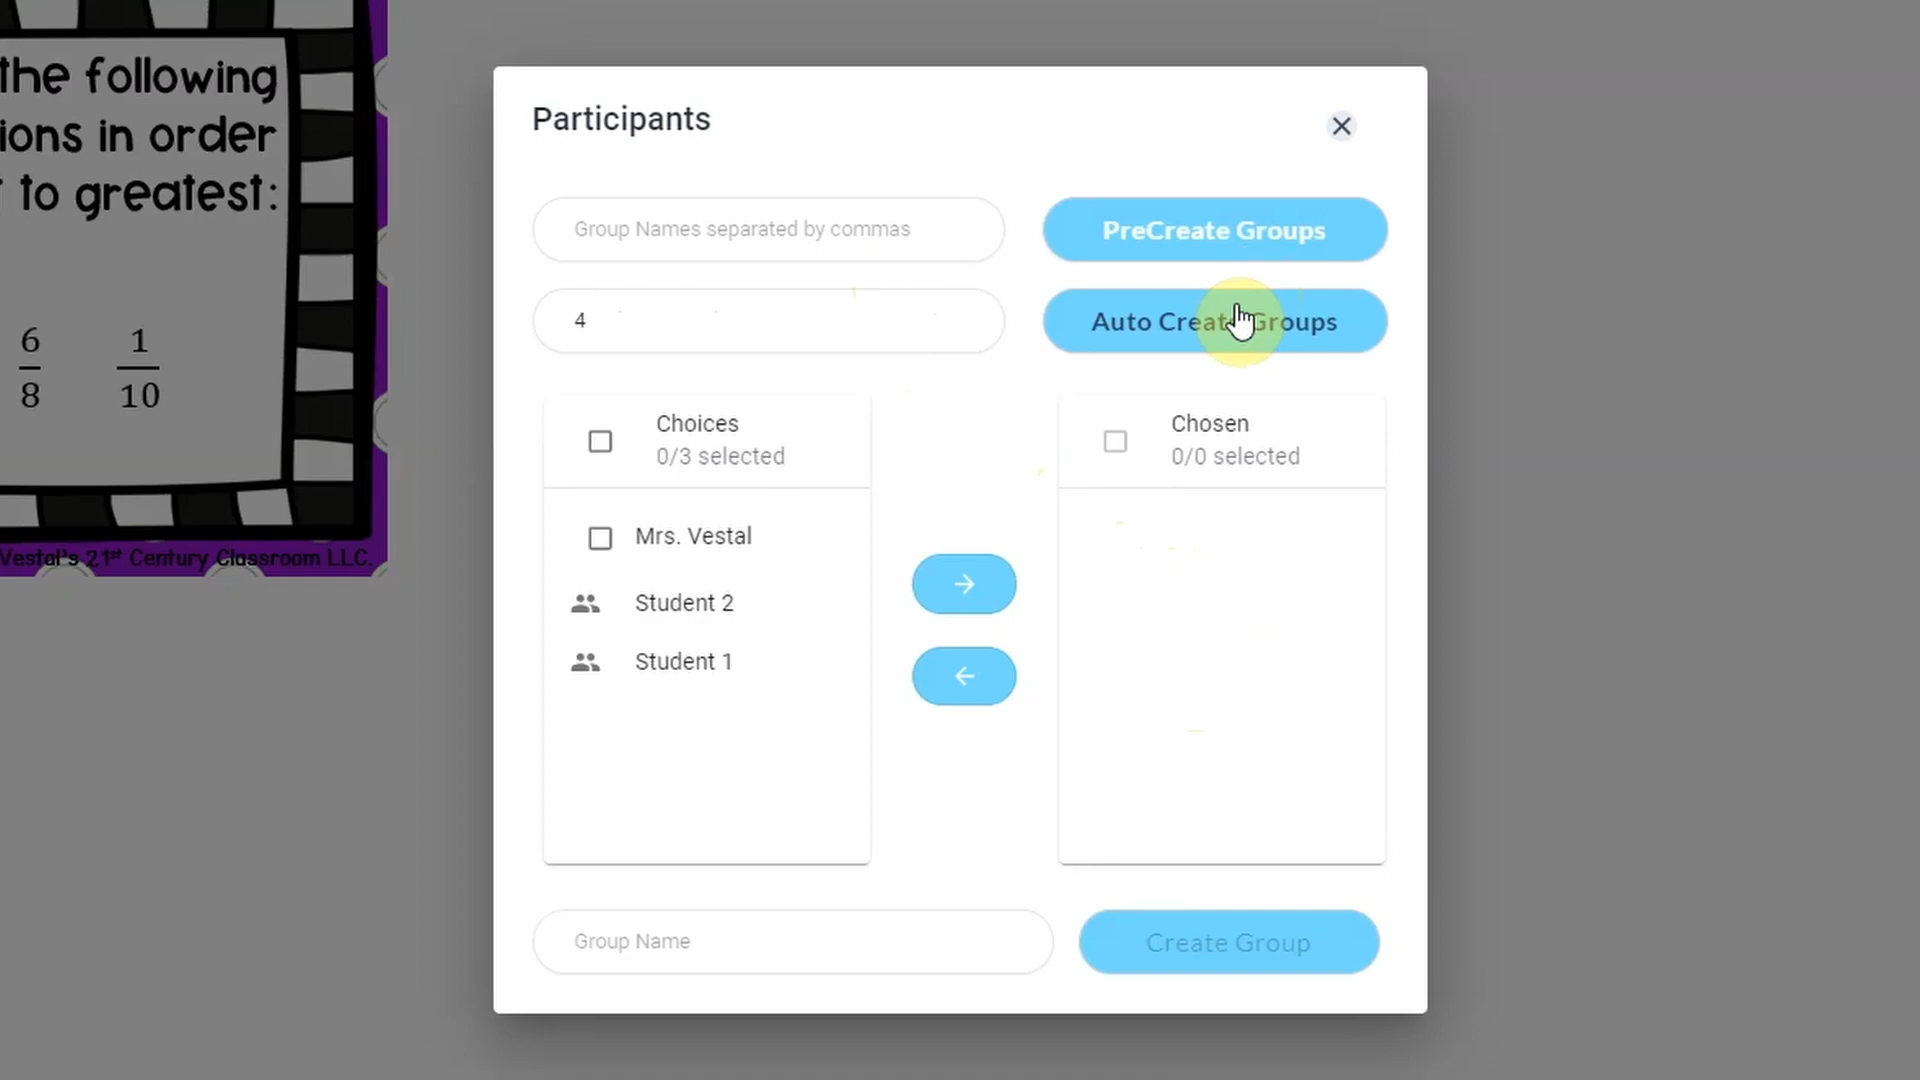 the following
ions in order
to greatest:
6
8
1
10
Vestal's 21st Century Classroom LLC.
Participants
Group Names separated by commas
PreCreate Groups
4
Auto Create Groups
Choices
0/3 selected
Chosen
0/0 selected
Mrs. Vestal
Student 2
Student 1
Group Name
Create Group